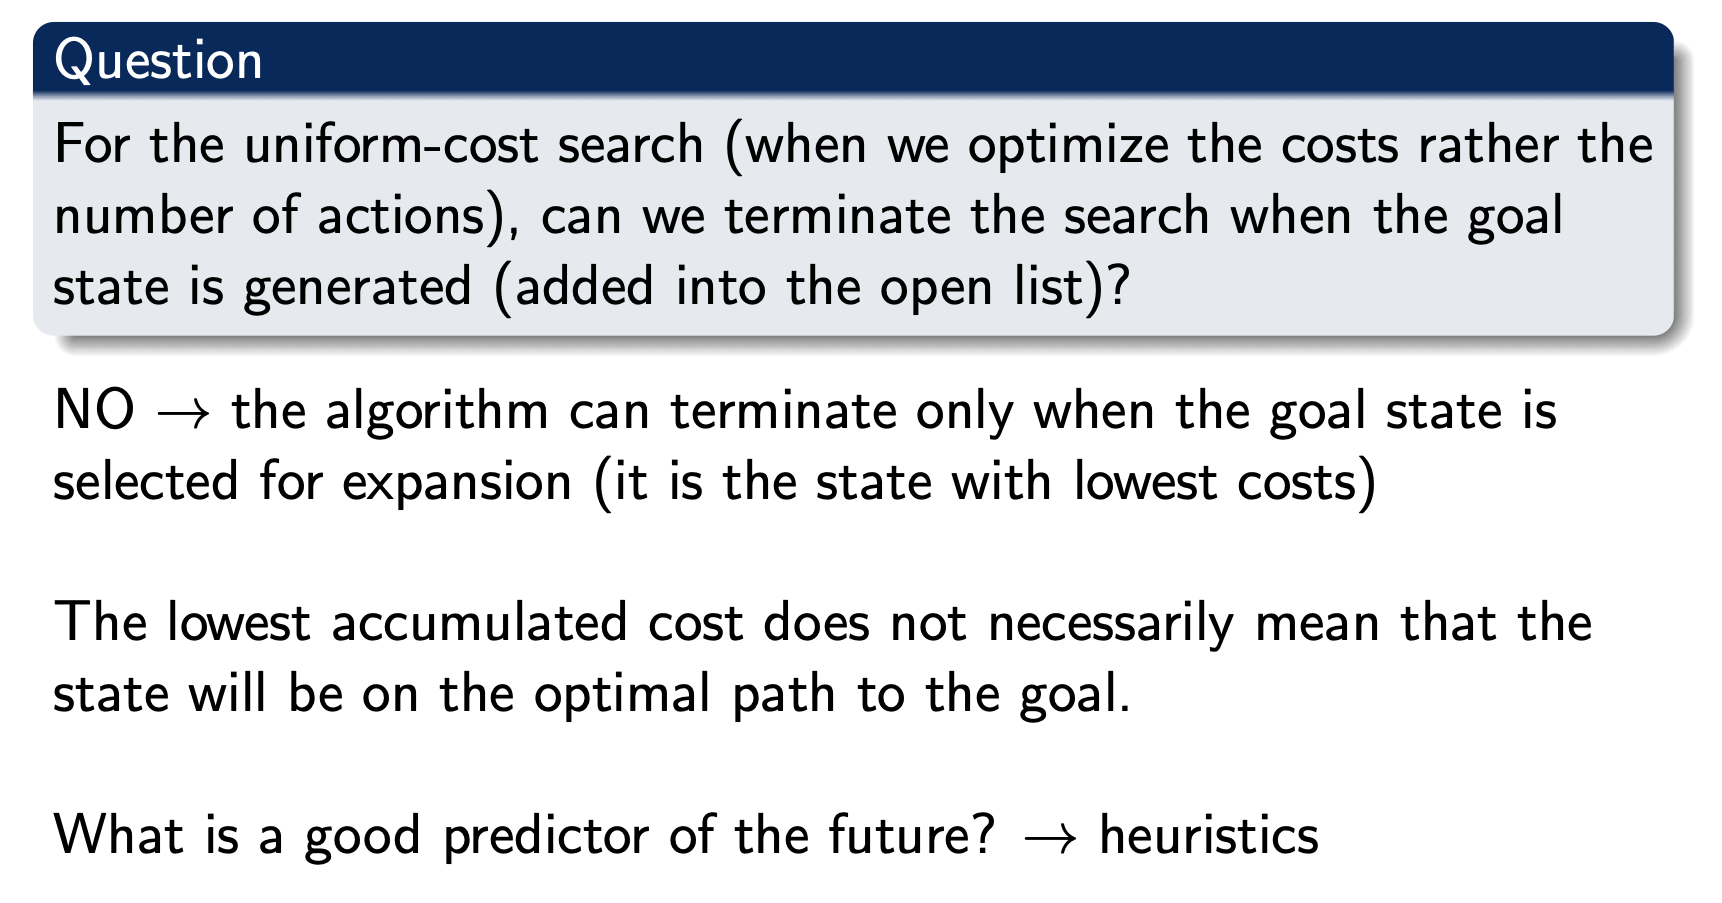 Question
For the uniform-cost search (when we optimize the costs rather the
number of actions), can we terminate the search when the goal
state is generated (added into the open list)?
NO → the algorithm can terminate only when the goal state is
selected for expansion (it is the state with lowest costs)
The lowest accumulated cost does not necessarily mean that the
state will be on the optimal path to the goal.
What is a good predictor of the future? → heuristics